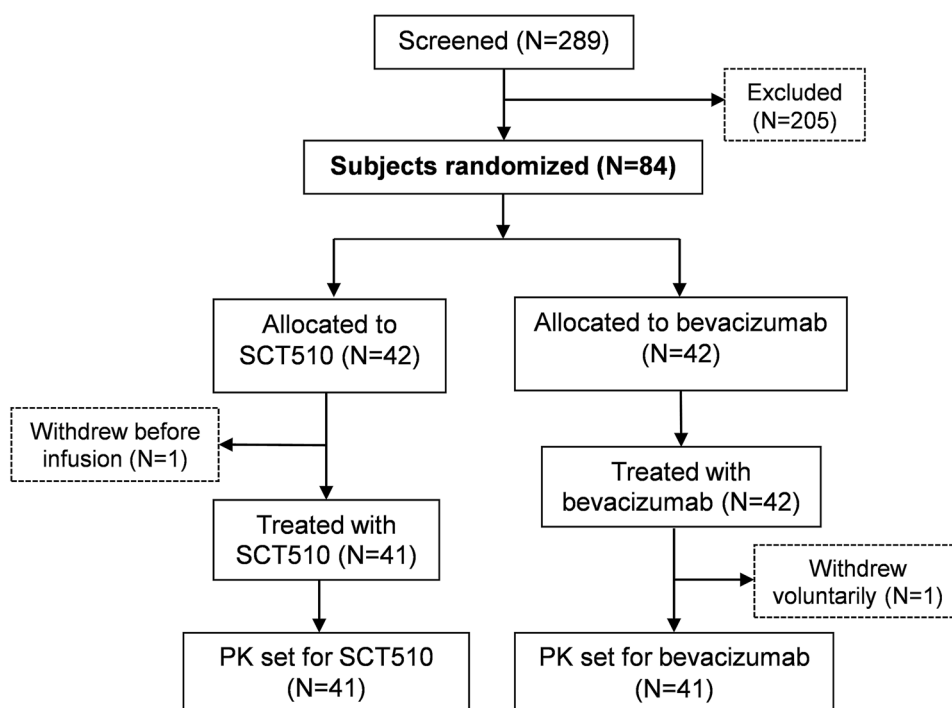 Screened (N=289)
Excluded
(N=205)
Subjects randomized (N=84)
Allocated to
SCT510 (N=42)
Allocated to bevacizumab
(N=42)
Withdrew before
infusion (N=1)
Treated with
bevacizumab (N=42)
Treated with
SCT510 (N=41)
Withdrew
voluntarily (N=1)
PK set for SCT510
(N=41)
PK set for bevacizumab
(N=41)